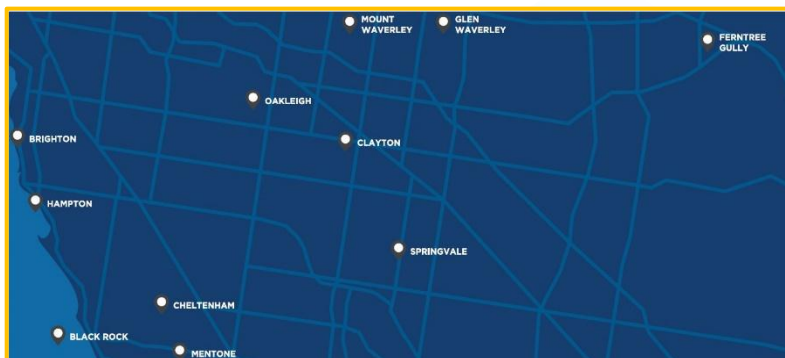 MOUNT
WAVERLEY
GLEN
WAVERLEY
FERNTREE
GULLY
OAKLEIGH
BRIGHTON
CLAYTON
HAMPTON
SPRINGVALE
CHELTENHAM
BLACK ROCK
MENTONE